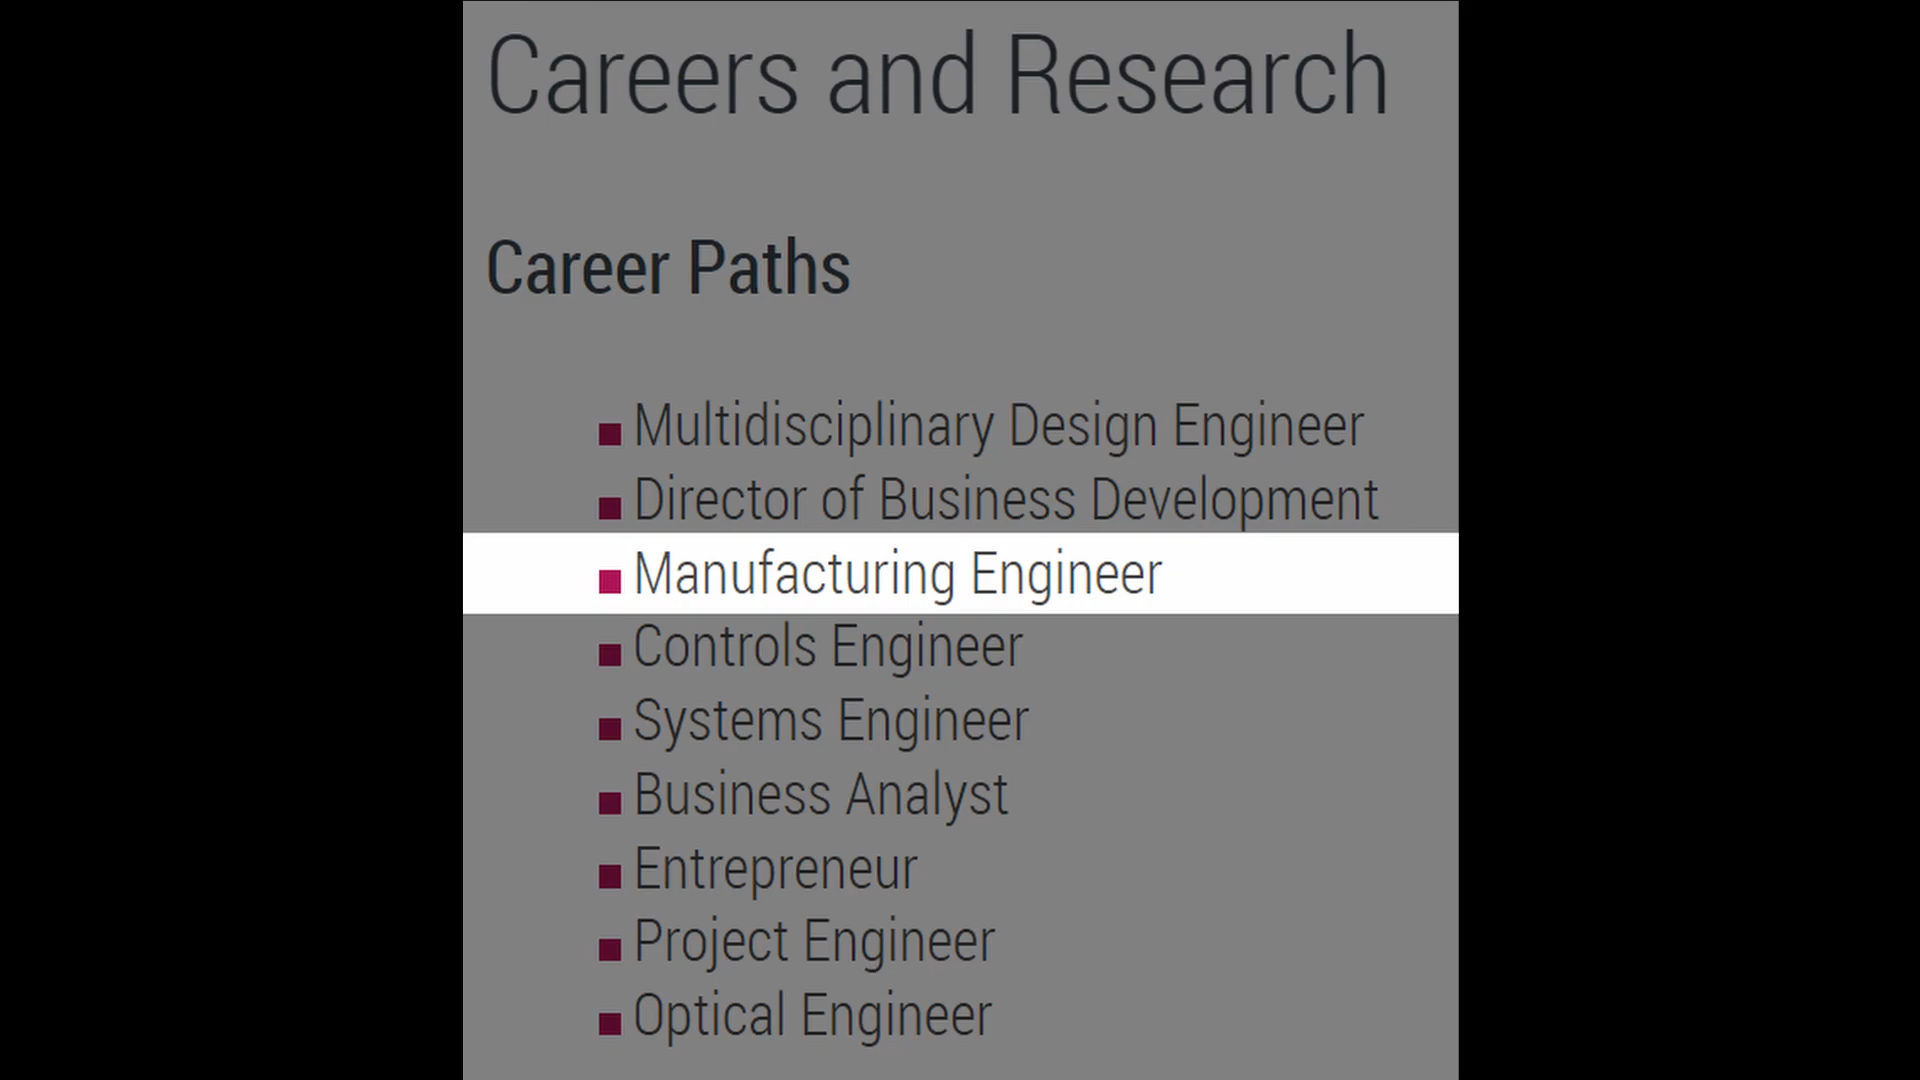 Careers and Research
Career Paths
Multidisciplinary Design Engineer
Director of Business Development
Manufacturing Engineer
Controls Engineer
Systems Engineer
Business Analyst
Entrepreneur
Project Engineer
Optical Engineer